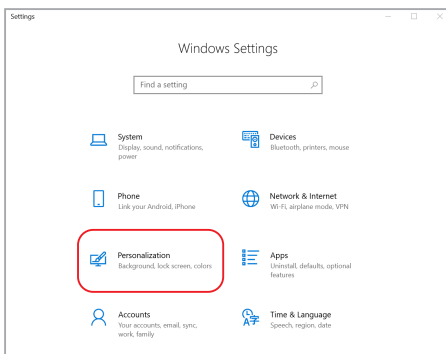 Settings
Windows Settings
Find a setting
System
Display, sound, notifications,
power
Devices
Bluetooth, printers, mouse
Phone
Link your Android, iPhone
Network & Internet
Wi-Fi, airplane mode, VPN
Personalization
Background, lock screen, colors
Apps
Uninstall, defaults, optional
features
Accounts
Your accounts, email, sync,
work, family
Time & Language
Speech, region, date